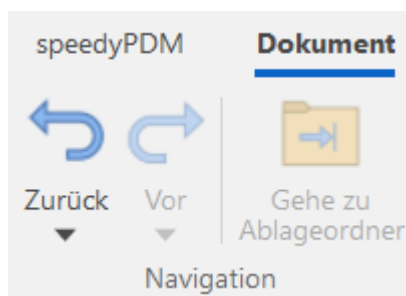 speedyPDM Dokument
Zurück Vor Gehe zu
Ablageordner
Navigation